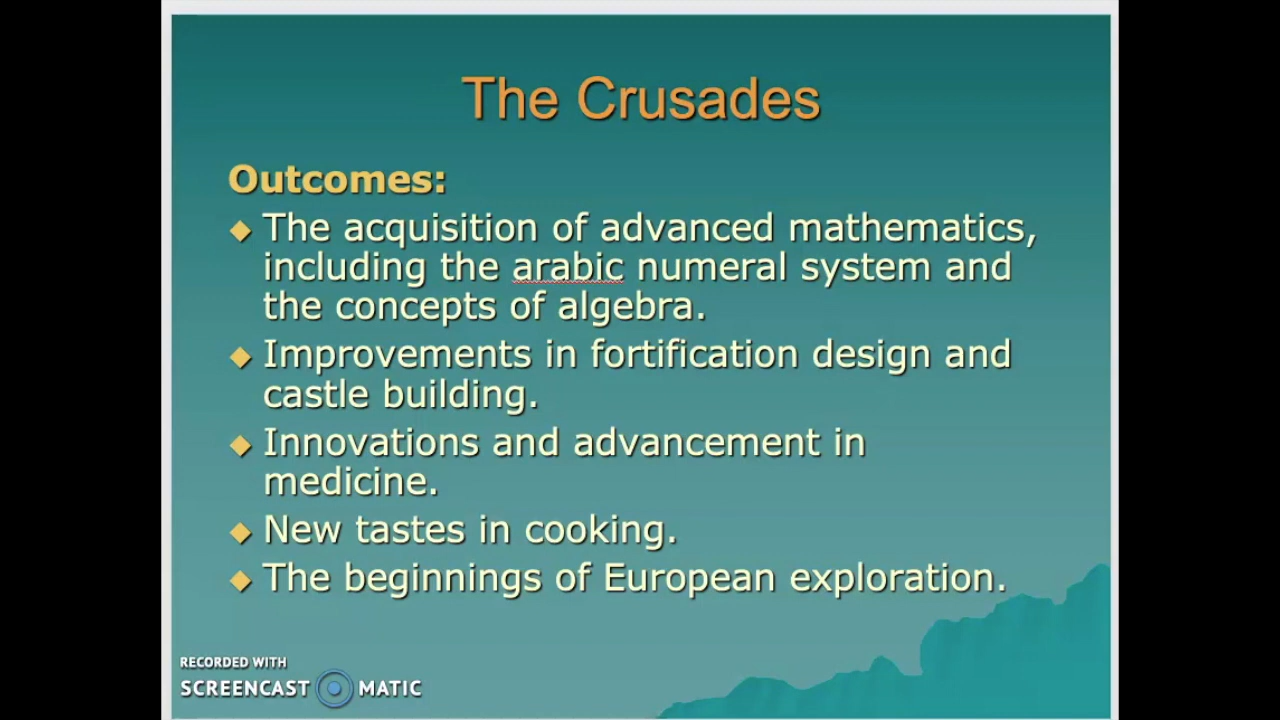 The Crusades
Outcomes:
The acquisition of advanced mathematics,
including the arabic numeral system and
the concepts of algebra.
Improvements in fortification design and
castle building.
Innovations and advancement in
medicine.
New tastes in cooking.
The beginnings of European exploration.
RECORDED WITH
SCREENCAST MATIC